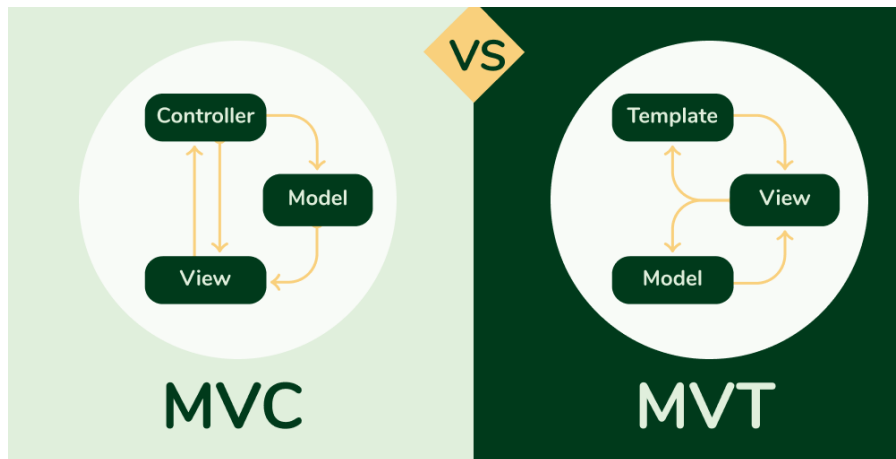 VS
Controller
Model
View
MVC
Template
View
Model
MVT